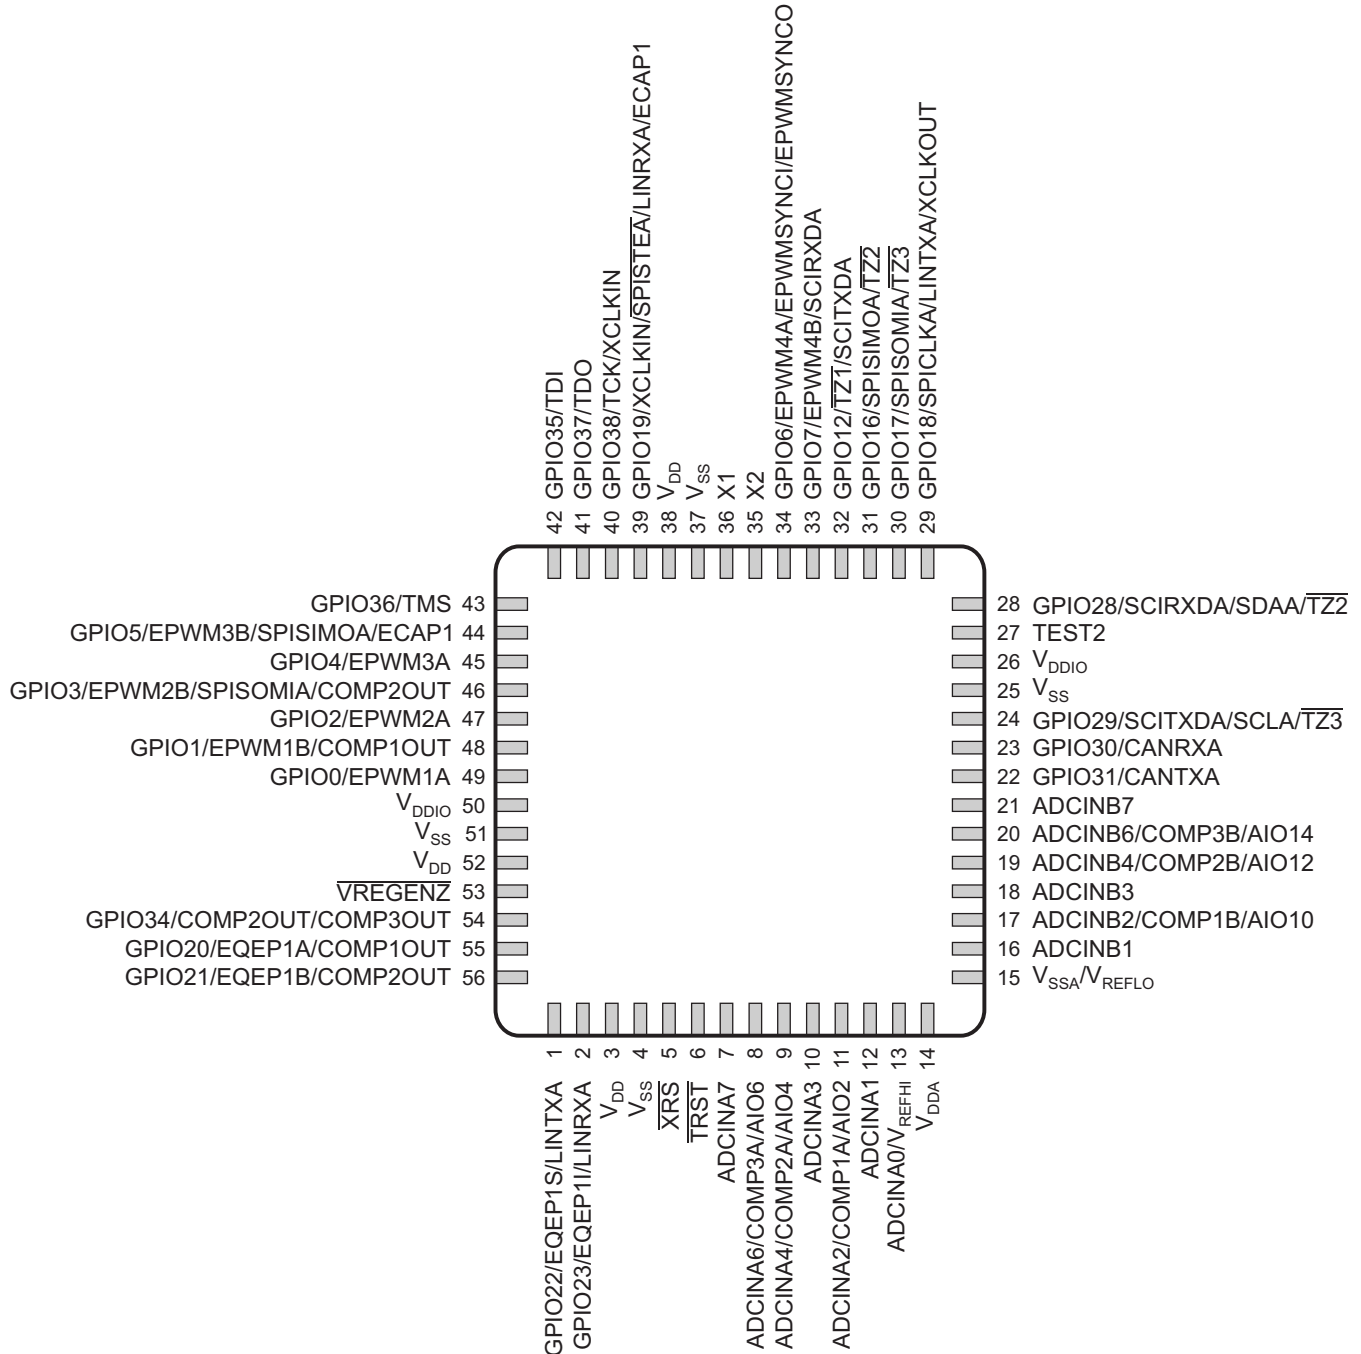 42 GPIO35/TDI
41 GPIO37/TDO
40 GPIO38/TCK/XCLKIN
39 GPIO19/XCLKIN/SPISTEA/LINRXA/ECAP1
38 VDD
37 VSS
36 X1
35 X2
34 GPIO6/EPWM4A/EPWMSYNCI/EPWMSYNCO
33 GPIO7/EPWM4B/SCIRXDA
32 GPIO12/TZ1/SCITXDA
31 GPIO16/SPISIMOA/TZ2
30 GPIO17/SPISOMIA/TZ3
29 GPIO18/SPICLKA/LINTXA/XCLKOUT
GPIO36/TMS 43
GPIO5/EPWM3B/SPISIMOA/ECAP1 44
GPIO4/EPWM3A 45
GPIO3/EPWM2B/SPISOMIA/COMP2OUT 46
GPIO2/EPWM2A 47
GPIO1/EPWM1B/COMP1OUT 48
GPIO0/EPWM1A 49
VDDIO 50
VSS 51
VDD 52
VREGENZ 53
GPIO34/COMP2OUT/COMP3OUT 54
GPIO20/EQEP1A/COMP1OUT 55
GPIO21/EQEP1B/COMP2OUT 56
28 GPIO28/SCIRXDA/SDAA/TZ2
27 TEST2
26 VDDIO
25 VSS
24 GPIO29/SCITXDA/SCLA/TZ3
23 GPIO30/CANRXA
22 GPIO31/CANTXA
21 ADCINB7
20 ADCINB6/COMP3B/AIO14
19 ADCINB4/COMP2B/AIO12
18 ADCINB3
17 ADCINB2/COMP1B/AIO10
16 ADCINB1
15 VSSA/VREFLO
GPIO22/EQEP1S/LINTXA 1
GPIO23/EQEP1I/LINRXA 2
VDD 3
VSS 4
XRS 5
TRST 6
ADCINA7 7
ADCINA6/COMP3A/AIO6 8
ADCINA4/COMP2A/AIO4 9
ADCINA3 10
ADCINA2/COMP1A/AIO2 11
ADCINA1 12
ADCINA0/VREFHI 13
VDDA 14